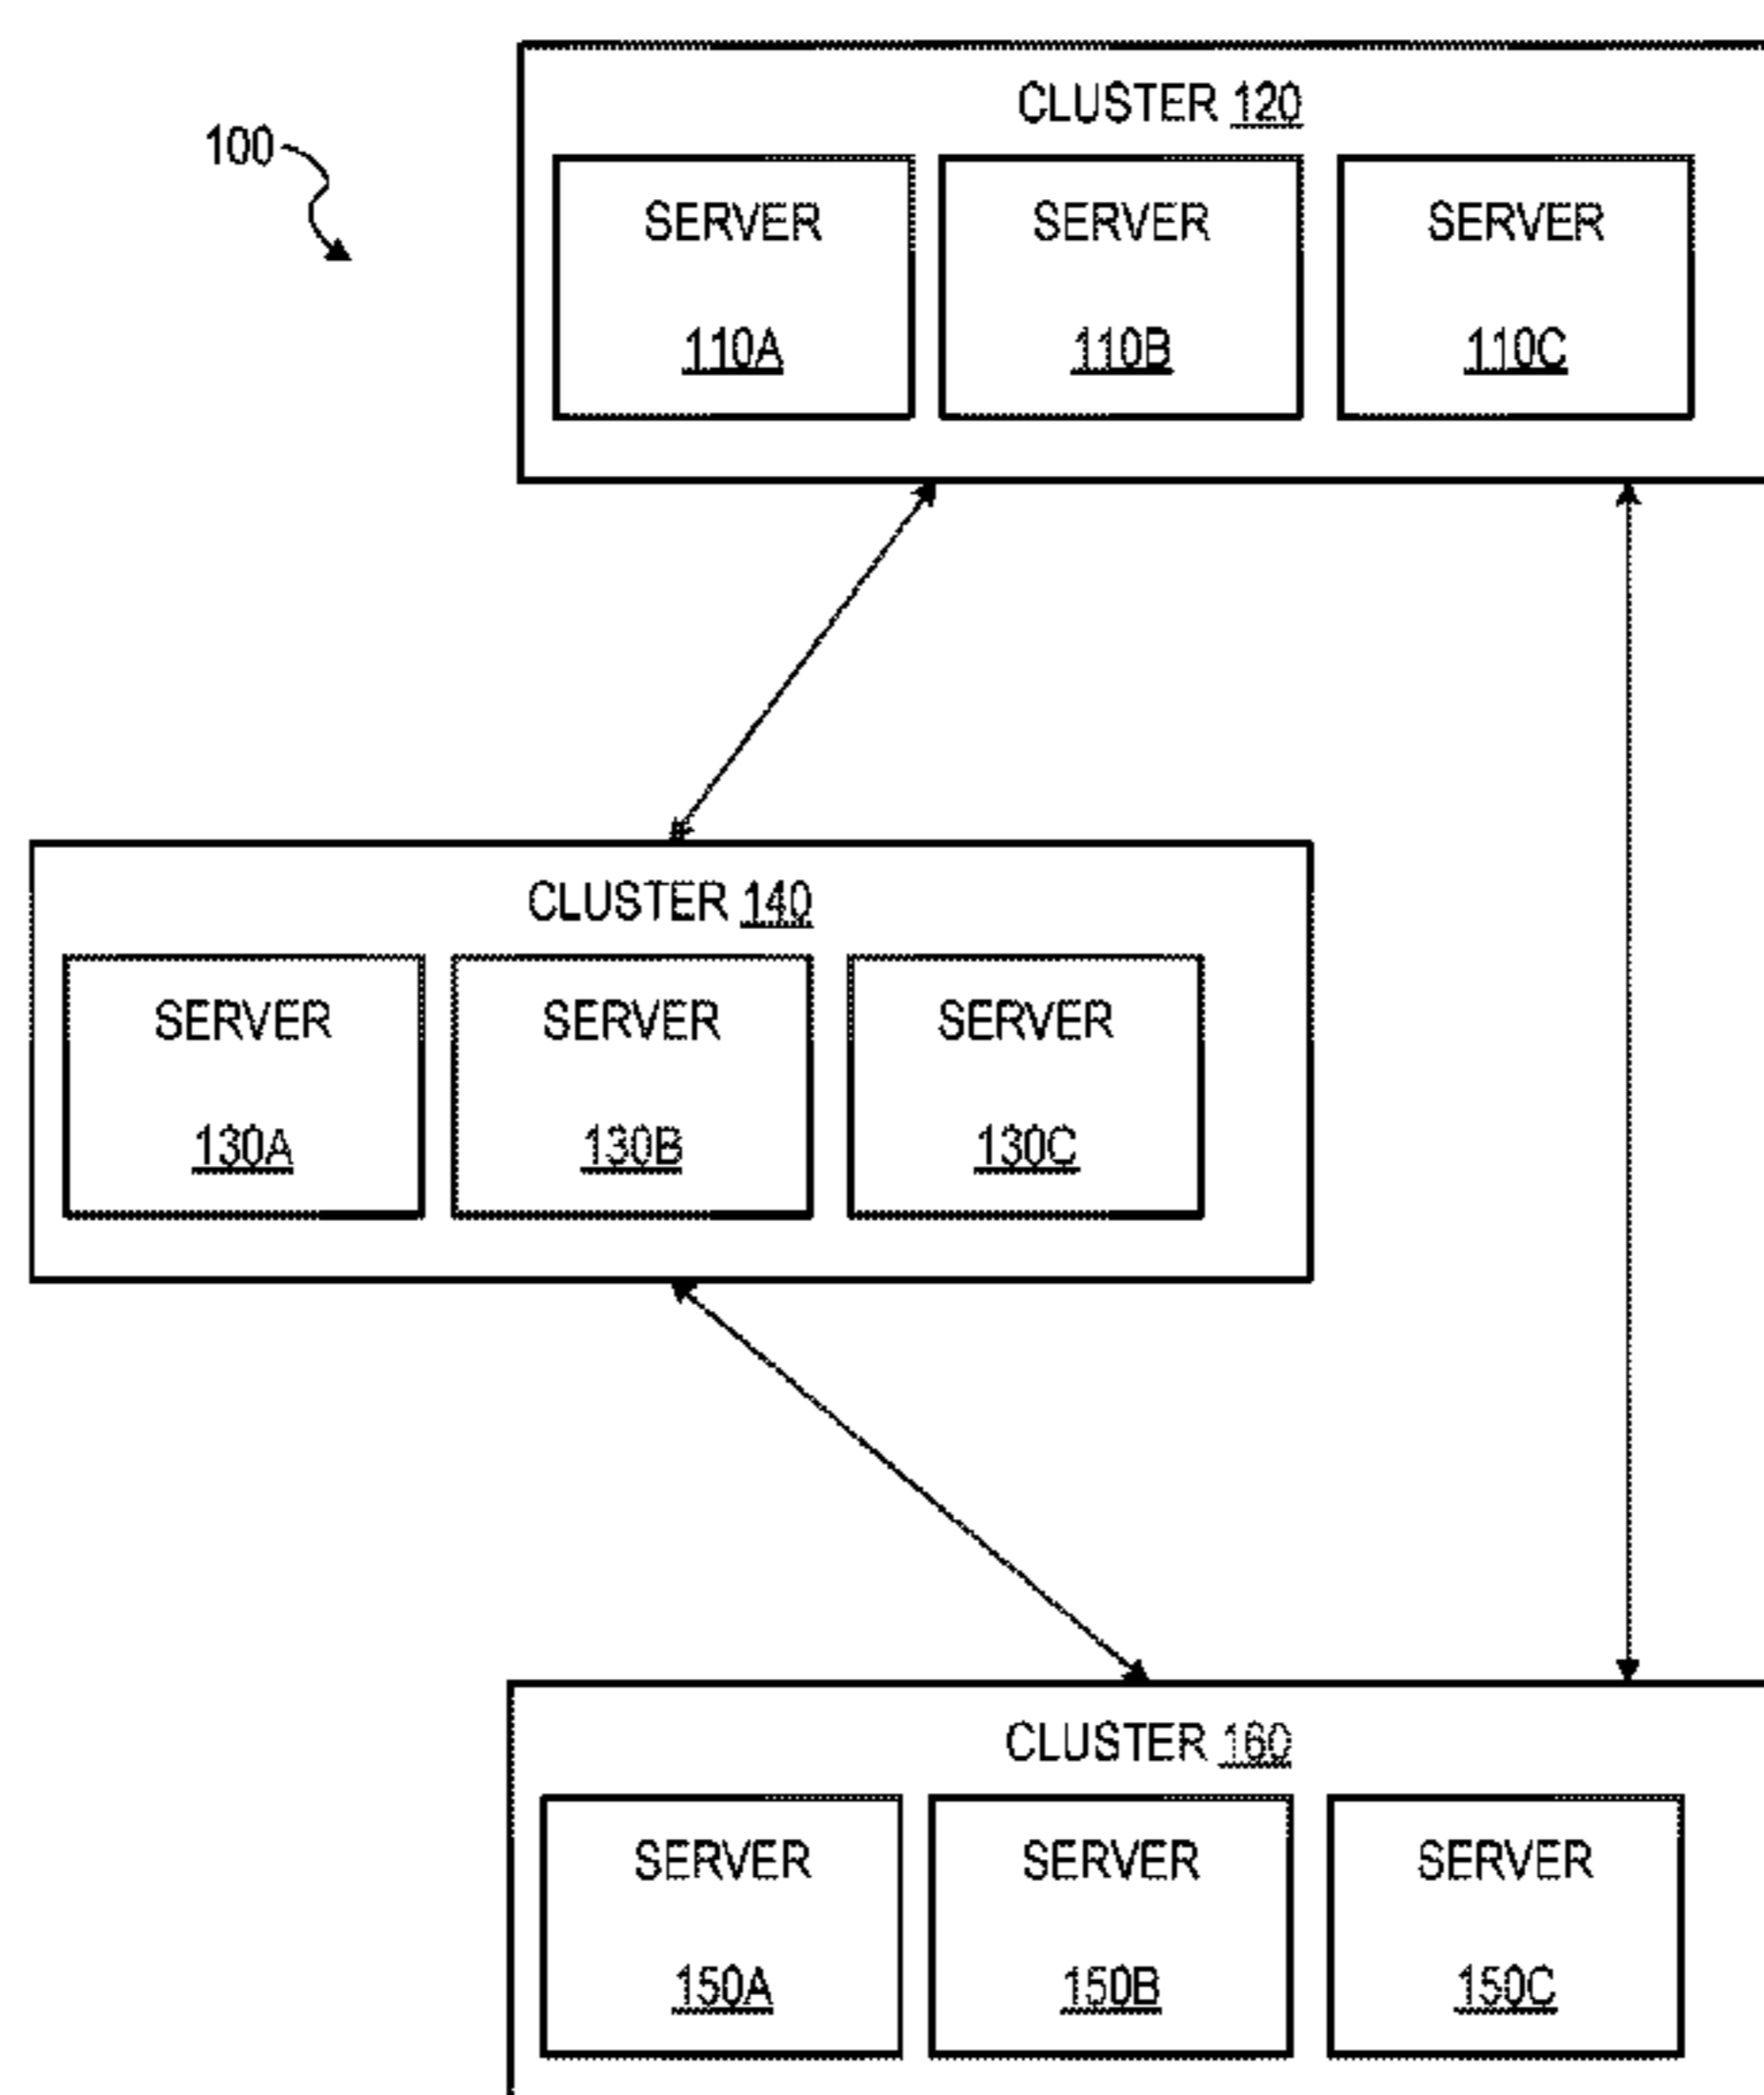 CLUSTER 120
100
SERVER SERVER SERVER
110A 110B 110C
CLUSTER 140
SERVER SERVER SERVER
130A 130B 130C
CLUSTER 160
SERVER SERVER SERVER
150A 150B 150C